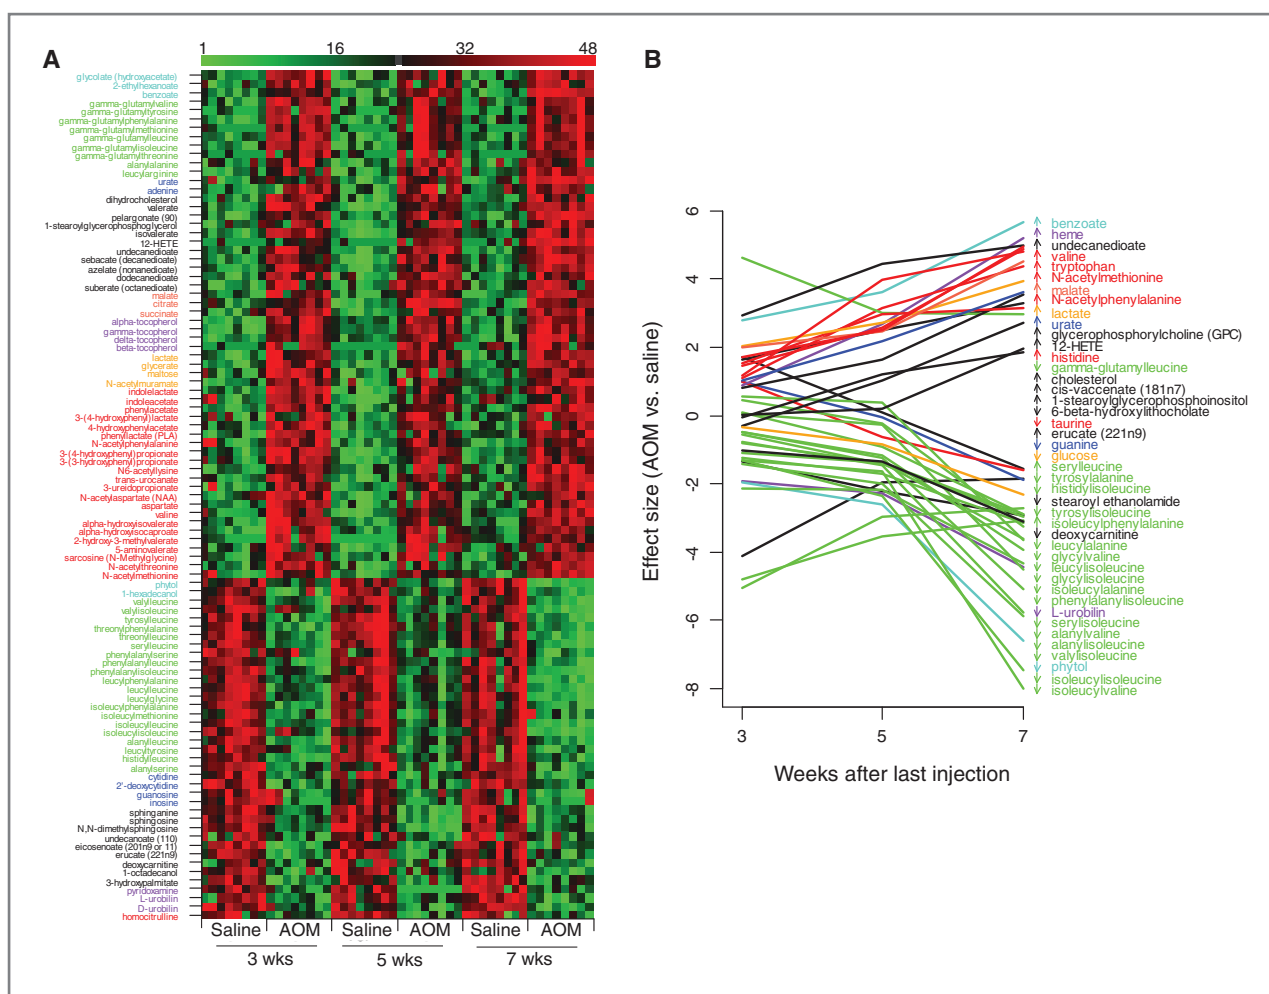 A
1
16
32
48
glycolate (hydroxyacetate)
2-ethylhexanoate
benzoate
gamma-glutamylvaline
gamma-glutamyltyrosine
gamma-glutamylphenylalanine
gamma-glutamylmethionine
gamma-glutamylleucine
gamma-glutamylisoleucine
gamma-glutamylthreonine
alanylalanine
leucylarginine
urate
adenine
dihydrocholesterol
valerate
pelargonate (90)
1-stearoylglycerophosphoglycerol
isovalerate
12-HETE
undecanedioate
sebacate (decanedioate)
azelate (nonanedioate)
dodecanedioate
suberate (octanedioate)
malate
citrate
succinate
alpha-tocopherol
gamma-tocopherol
delta-tocopherol
beta-tocopherol
lactate
glycerate
maltose
N-acetylmuramate
indolelactate
indoleacetate
phenylacetate
3-(4-hydroxyphenyl)lactate
4-hydroxyphenylacetate
phenyllactate (PLA)
N-acetylphenylalanine
3-(4-hydroxyphenyl)propionate
3-(3-hydroxyphenyl)propionate
N6-acetyllysine
trans-urocanate
3-ureidopropionate
N-acetylaspartate (NAA)
aspartate
valine
alpha-hydroxyisovalerate
alpha-hydroxyisocaproate
2-hydroxy-3-methylvalerate
5-aminovalerate
sarcosine (N-Methylglycine)
N-acetylthreonine
N-acetylmethionine
phytol
1-hexadecanol
valylleucine
valylisoleucine
tyrosylleucine
threonylphenylalanine
threonylleucine
serylleucine
phenylalanylserine
phenylalanylleucine
phenylalanylisoleucine
leucylphenylalanine
leucylleucine
leucylglycine
isoleucylphenylalanine
isoleucylmethionine
isoleucylleucine
isoleucylisoleucine
alanylleucine
leucyltyrosine
histidylleucine
alanylserine
cytidine
2'-deoxycytidine
guanosine
inosine
sphinganine
sphingosine
N,N-dimethylsphingosine
undecanoate (110)
eicosenoate (201n9 or 11)
erucate (221n9)
deoxycarnitine
1-octadecanol
3-hydroxypalmitate
pyridoxamine
L-urobilin
D-urobilin
homocitrulline
Saline AOM Saline AOM Saline AOM
3 wks 5 wks 7 wks
B
Effect size (AOM vs. saline)
6
4
2
0
-2
-4
-6
-8
3 5 7
Weeks after last injection
benzoate
heme
undecanedioate
valine
tryptophan
N-acetylmethionine
malate
N-acetylphenylalanine
lactate
urate
glycerophosphorylcholine (GPC)
12-HETE
histidine
gamma-glutamylleucine
cholesterol
cis-vaccenate (181n7)
1-stearoylglycerophosphoinositol
6-beta-hydroxylithocholate
taurine
erucate (221n9)
guanine
glucose
serylleucine
tyrosylalanine
histidylisoleucine
stearoyl ethanolamide
tyrosylisoleucine
isoleucylphenylalanine
deoxycarnitine
leucylalanine
glycylvaline
leucylisoleucine
glycylisoleucine
isoleucylalanine
phenylalanylisoleucine
L-urobilin
serylisoleucine
alanylvaline
alanylisoleucine
valylisoleucine
phytol
isoleucylisoleucine
isoleucylvaline